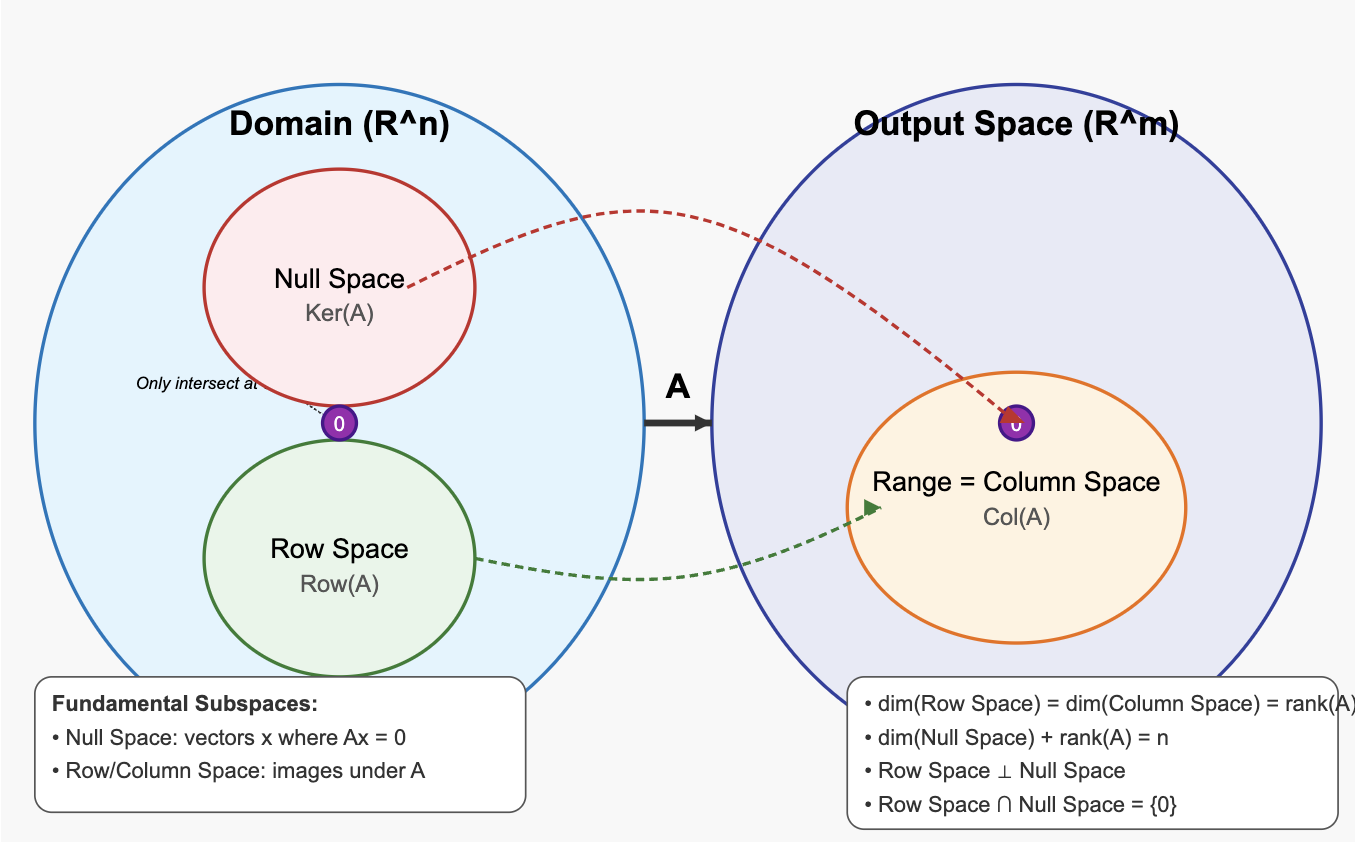 Domain (R^n)
Output Space (R^m)
Null Space
Ker(A)
Only intersect at
0
A
0
Range = Column Space
Col(A)
Row Space
Row(A)
Fundamental Subspaces:
• Null Space: vectors x where Ax = 0
• Row/Column Space: images under A
• dim(Row Space) = dim(Column Space) = rank(A)
• dim(Null Space) + rank(A) = n
• Row Space ⊥ Null Space
• Row Space ∩ Null Space = {0}